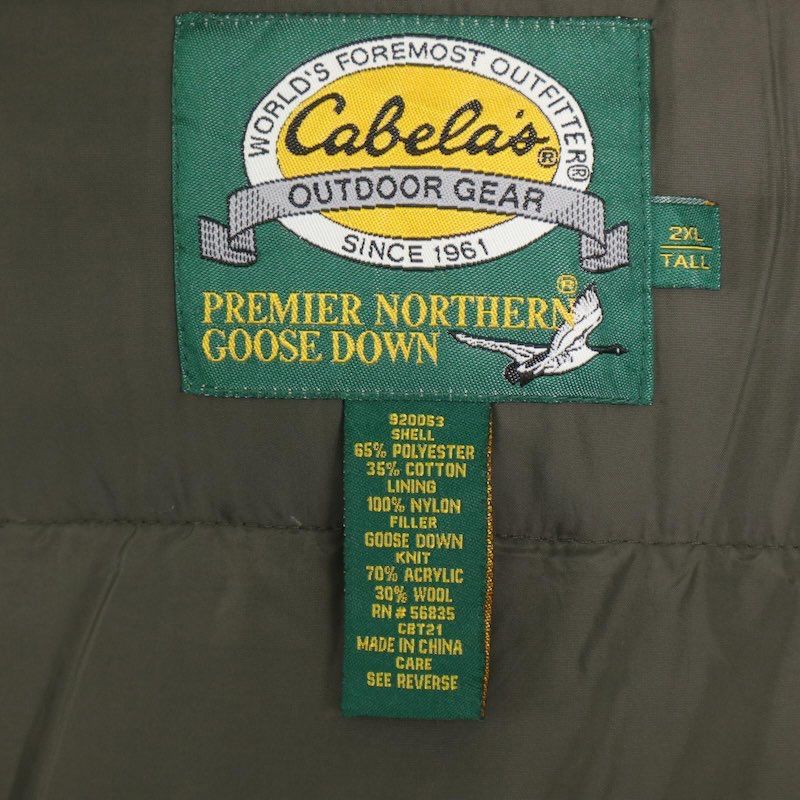 WORLD'S FOREMOST OUTFITTER®
Cabela's®
OUTDOOR GEAR
SINCE 1961
PREMIER NORTHERN®
GOOSE DOWN
2XL
TALL
920053
SHELL
65% POLYESTER
35% COTTON
LINING
100% NYLON
FILLER
GOOSE DOWN
KNIT
70% ACRYLIC
30% WOOL
RN # 56835
CBT21
MADE IN CHINA
CARE
SEE REVERSE